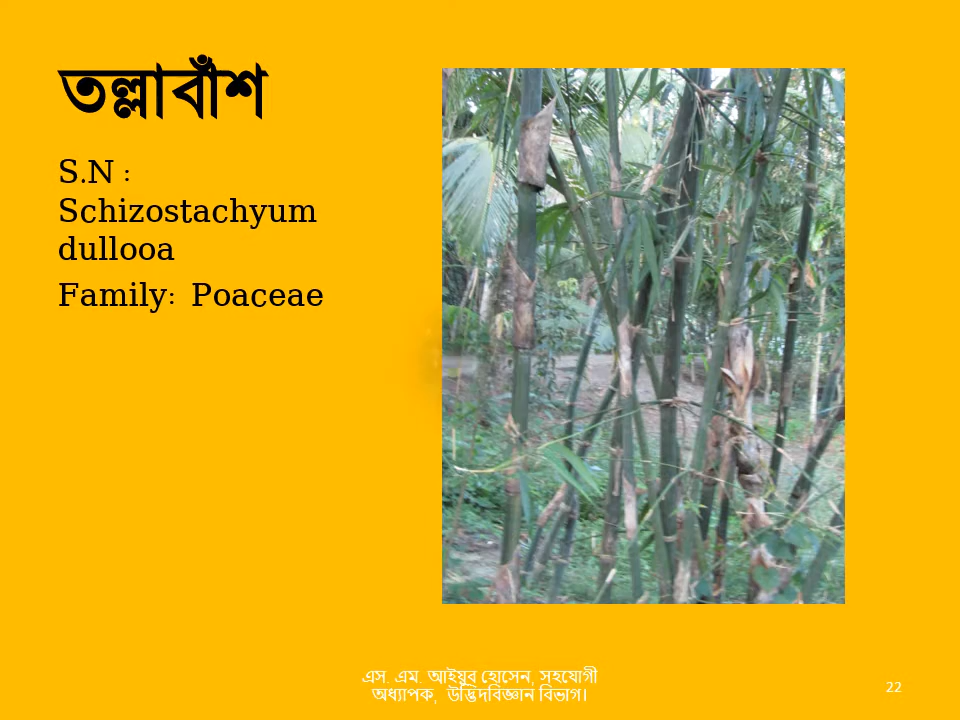 তল্লাবাঁশ
S.N :
Schizostachyum
dullooa
Family:  Poaceae
এস. এম. আইয়ুব হোসেন, সহযোগী
অধ্যাপক,  উদ্ভিদবিজ্ঞান বিভাগ।
22